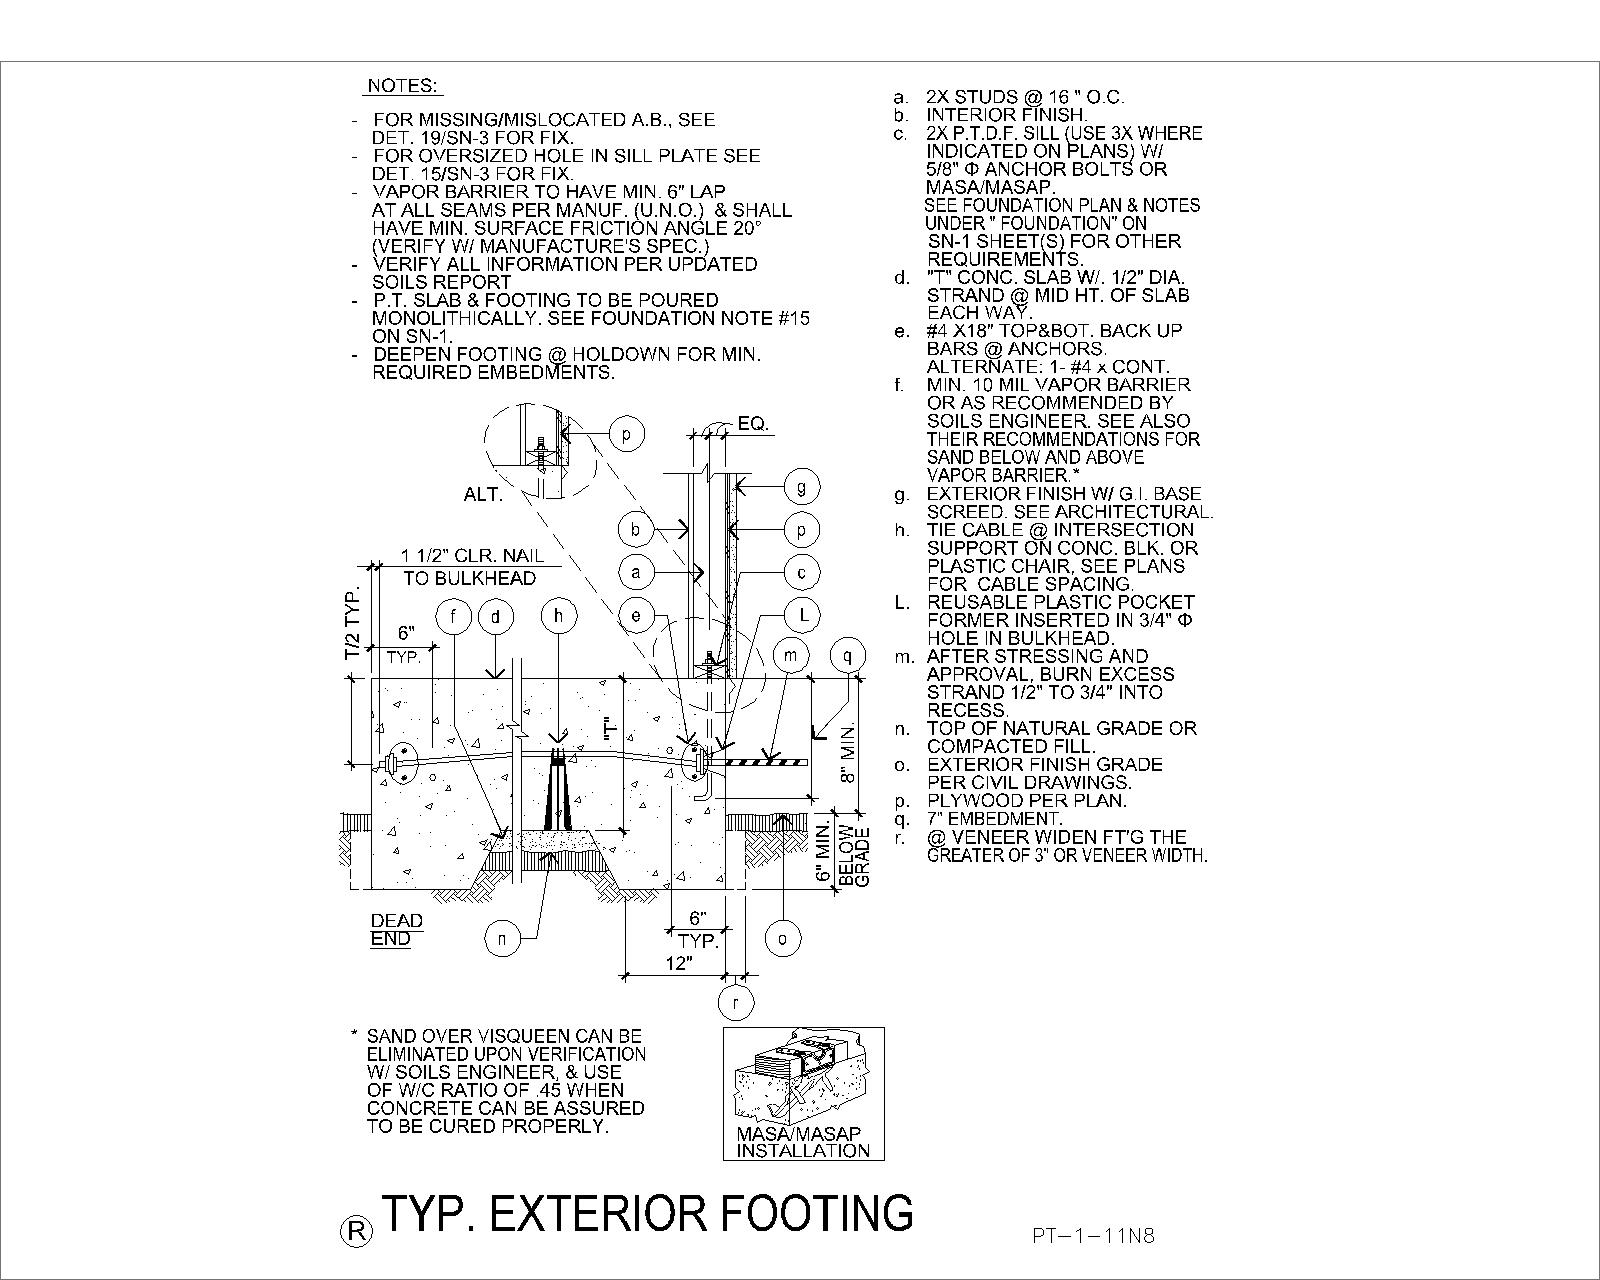 NOTES:
- FOR MISSING/MISLOCATED A.B., SEE
DET. 19/SN-3 FOR FIX.
- FOR OVERSIZED HOLE IN SILL PLATE SEE
DET. 15/SN-3 FOR FIX.
- VAPOR BARRIER TO HAVE MIN. 6" LAP
AT ALL SEAMS PER MANUF. (U.N.O.) & SHALL
HAVE MIN. SURFACE FRICTION ANGLE 20°
(VERIFY W/ MANUFACTURE'S SPEC.)
- VERIFY ALL INFORMATION PER UPDATED
SOILS REPORT
- P.T. SLAB & FOOTING TO BE POURED
MONOLITHICALLY. SEE FOUNDATION NOTE #15
ON SN-1.
- DEEPEN FOOTING @ HOLDOWN FOR MIN.
REQUIRED EMBEDMENTS.
a. 2X STUDS @ 16 " O.C.
b. INTERIOR FINISH.
c. 2X P.T.D.F. SILL (USE 3X WHERE
INDICATED ON PLANS) W/
5/8" Φ ANCHOR BOLTS OR
MASA/MASAP.
SEE FOUNDATION PLAN & NOTES
UNDER " FOUNDATION" ON
SN-1 SHEET(S) FOR OTHER
REQUIREMENTS.
d. "T" CONC. SLAB W/. 1/2" DIA.
STRAND @ MID HT. OF SLAB
EACH WAY.
e. #4 X18" TOP&BOT. BACK UP
BARS @ ANCHORS.
ALTERNATE: 1- #4 x CONT.
f. MIN. 10 MIL VAPOR BARRIER
OR AS RECOMMENDED BY
SOILS ENGINEER. SEE ALSO
THEIR RECOMMENDATIONS FOR
SAND BELOW AND ABOVE
VAPOR BARRIER.*
g. EXTERIOR FINISH W/ G.I. BASE
SCREED. SEE ARCHITECTURAL.
h. TIE CABLE @ INTERSECTION
SUPPORT ON CONC. BLK. OR
PLASTIC CHAIR, SEE PLANS
FOR CABLE SPACING.
L. REUSABLE PLASTIC POCKET
FORMER INSERTED IN 3/4" Φ
HOLE IN BULKHEAD.
m. AFTER STRESSING AND
APPROVAL, BURN EXCESS
STRAND 1/2" TO 3/4" INTO
RECESS.
n. TOP OF NATURAL GRADE OR
COMPACTED FILL.
o. EXTERIOR FINISH GRADE
PER CIVIL DRAWINGS.
p. PLYWOOD PER PLAN.
q. 7" EMBEDMENT.
r. @ VENEER WIDEN FT'G THE
GREATER OF 3" OR VENEER WIDTH.
p
EQ.
ALT.
g
b
p
1 1/2" CLR. NAIL
TO BULKHEAD
a
c
T/2 TYP.
f
d
h
e
L
6"
TYP.
m
q
"T"
8" MIN.
6" MIN.
BELOW
GRADE
DEAD
END
n
6"
TYP.
o
12"
r
* SAND OVER VISQUEEN CAN BE
ELIMINATED UPON VERIFICATION
W/ SOILS ENGINEER, & USE
OF W/C RATIO OF .45 WHEN
CONCRETE CAN BE ASSURED
TO BE CURED PROPERLY.
MASA/MASAP
INSTALLATION
R TYP. EXTERIOR FOOTING
PT-1-11N8